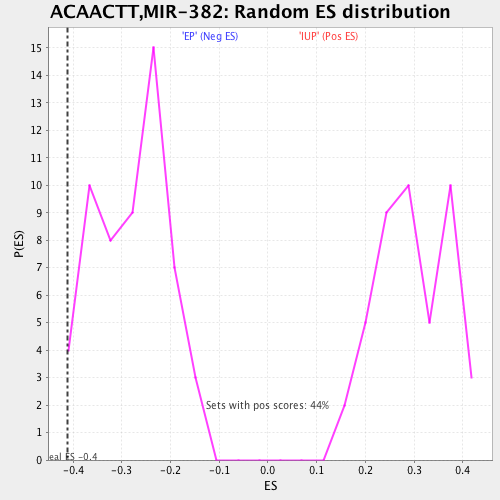 ACAACTT,MIR-382: Random ES distribution
'EP' (Neg ES) 'IUP' (Pos ES)
15
14
13
12
11
10
9
8
7
6
5
4
3
2
1
0
P(ES)
Sets with pos scores: 44%
eal ES -0.4
-0.4 -0.3 -0.2 -0.1 0.0 0.1 0.2 0.3 0.4
ES